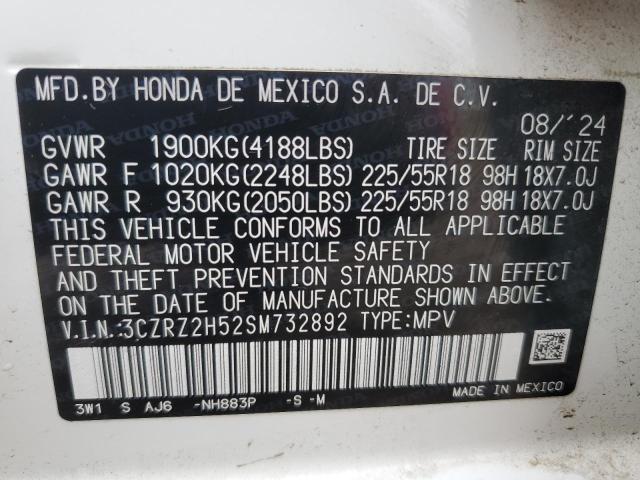 MFD.BY HONDA DE MEXICO S.A. DE C.V.
08/'24
GVWR 1900KG(4188LBS) TIRE SIZE RIM SIZE
GAWR F 1020KG(2248LBS) 225/55R18 98H 18X7.0J
GAWR R 930KG(2050LBS) 225/55R18 98H 18X7.0J
THIS VEHICLE CONFORMS TO ALL APPLICABLE
FEDERAL MOTOR VEHICLE SAFETY
AND THEFT PREVENTION STANDARDS IN EFFECT
ON THE DATE OF MANUFACTURE SHOWN ABOVE.
V.I.N.:3CZRZ2H52SM732892 TYPE:MPV
3W1 S AJ6 -NH883P -S -M
MADE IN MEXICO